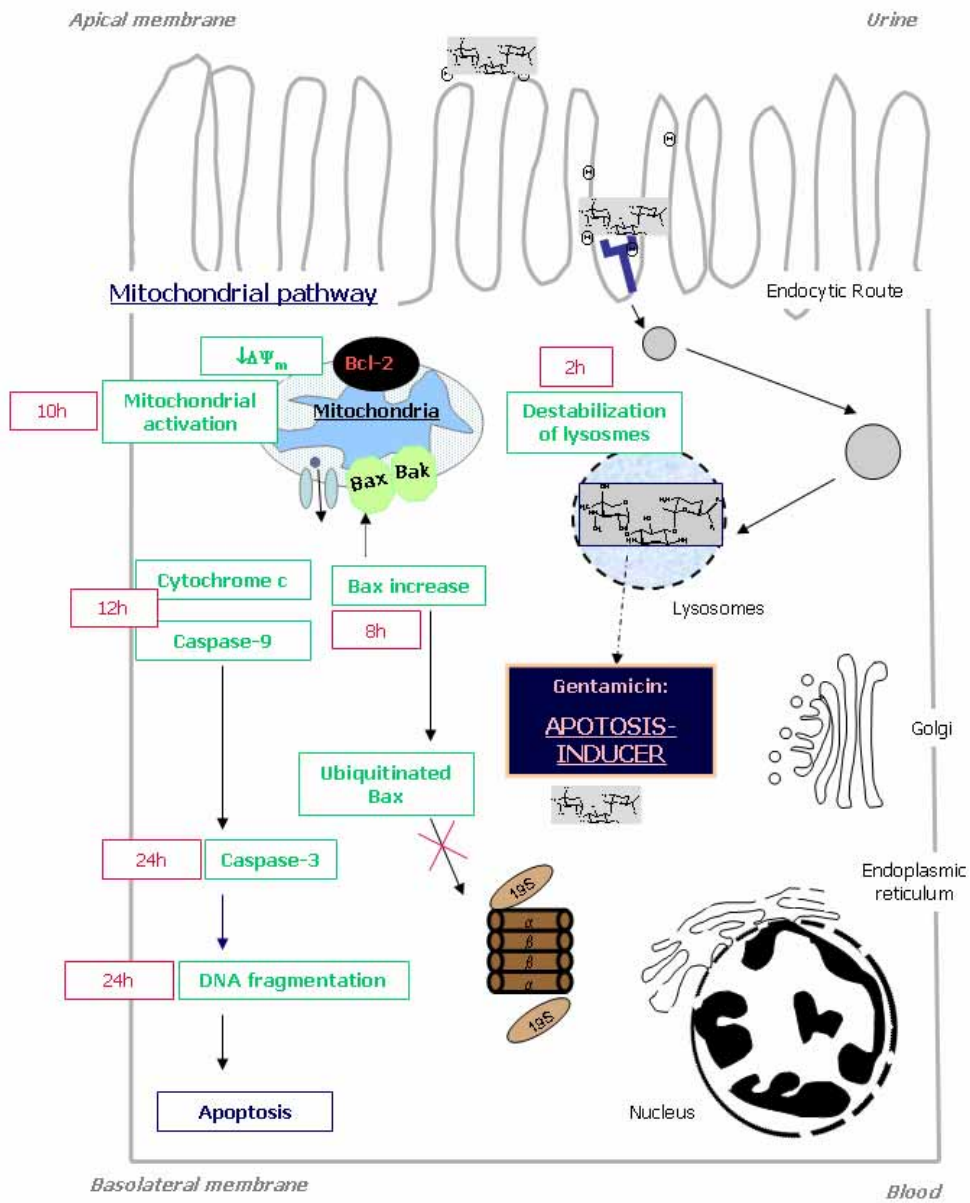 Apical membrane
Urine
Mitochondrial pathway
Endocytic Route
↓ΔΨm
Bcl-2
2h
10h
Mitochondrial
activation
Mitochondria
Destabilization
of lysosmes
Bax
Bak
Cytochrome c
Bax increase
Lysosomes
12h
8h
Caspase-9
Gentamicin:
APOTOSIS-
INDUCER
Golgi
Ubiquitinated
Bax
24h
Caspase-3
Endoplasmic
reticulum
19S
α
β
β
α
19S
24h
DNA fragmentation
Apoptosis
Nucleus
Basolateral membrane
Blood